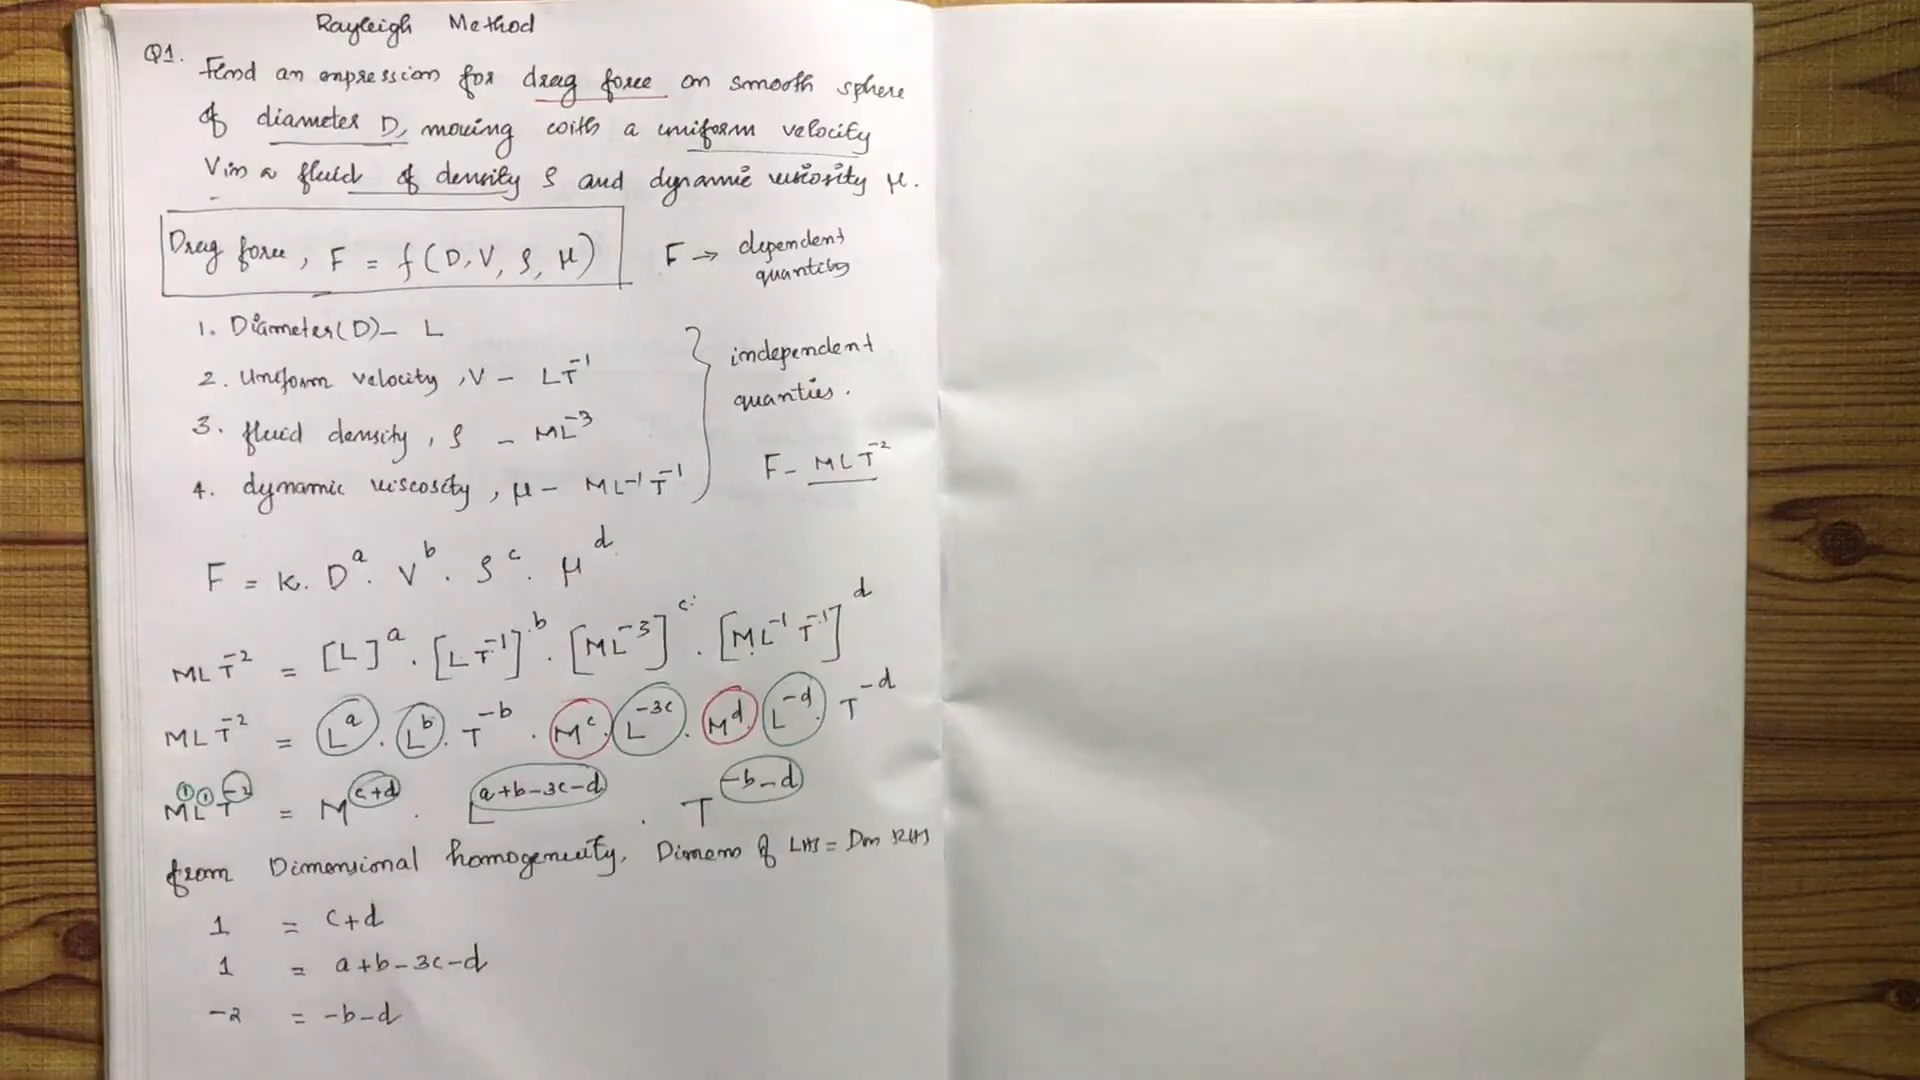 Rayleigh Method
Q1. Find an expression for drag force on smooth sphere
of diameter D, moving with a uniform velocity
V in a fluid of density ρ and dynamic viscosity μ.
Drag force, F = f(D, V, ρ, μ) F → dependent
quantity
1. Diameter(D) - L
2. Uniform velocity, V - LT⁻¹
3. fluid density, ρ - ML⁻³
4. dynamic viscosity, μ - ML⁻¹T⁻¹
independent
quanties.
F - MLT⁻²
F = K. Dᵃ. Vᵇ. ρᶜ. μᵈ
MLT⁻² = [L]ᵃ. [LT⁻¹]ᵇ. [ML⁻³]ᶜ. [ML⁻¹T⁻¹]ᵈ
MLT⁻² = Lᵃ. Lᵇ. T⁻ᵇ. Mᶜ. L⁻³ᶜ. Mᵈ. L⁻ᵈ. T⁻ᵈ
M¹L¹T⁻² = M^(c+d). L^(a+b-3c-d). T^(-b-d)
from Dimensional homogeneity, Dimens of LHS = Dm RHS
1 = c+d
1 = a+b-3c-d
-2 = -b-d